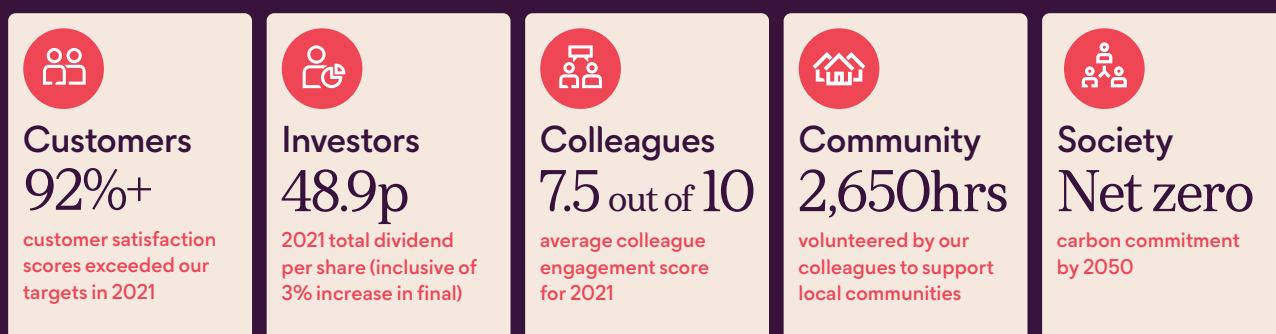 Customers
92%+
customer satisfaction
scores exceeded our
targets in 2021
Investors
48.9p
2021 total dividend
per share (inclusive of
3% increase in final)
Colleagues
7.5 out of 10
average colleague
engagement score
for 2021
Community
2,650hrs
volunteered by our
colleagues to support
local communities
Society
Net zero
carbon commitment
by 2050